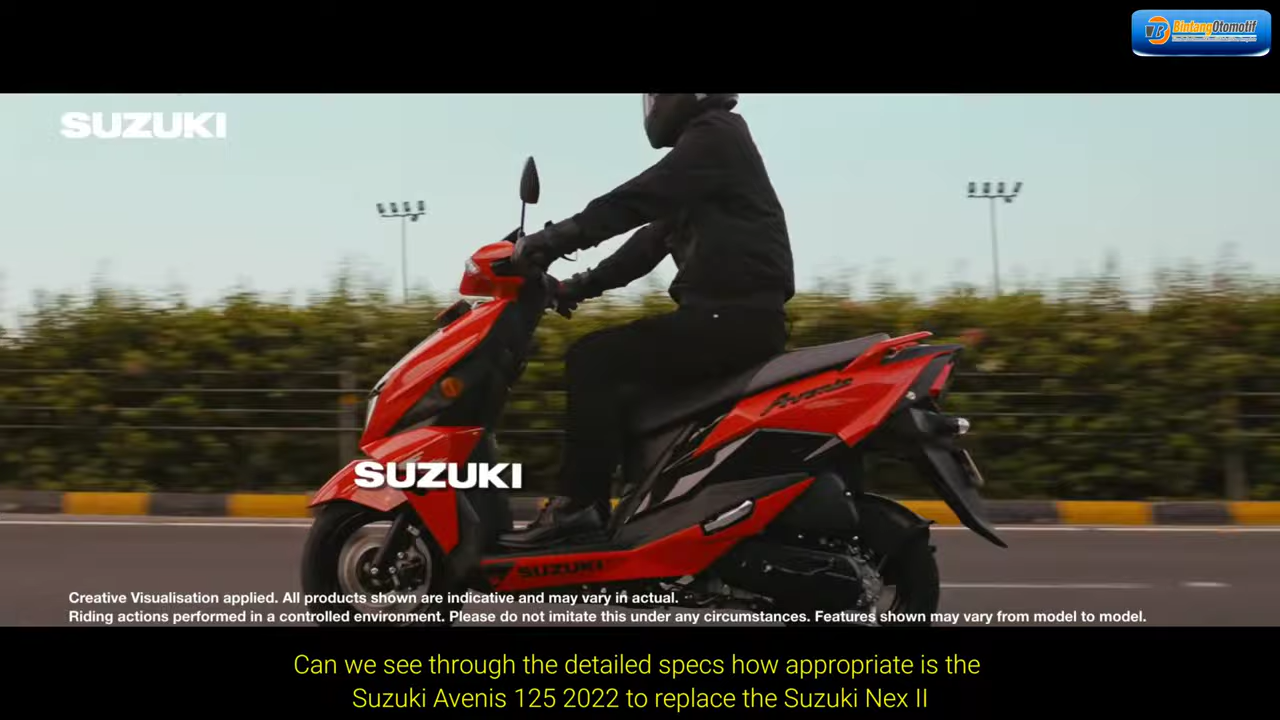 BintangOtomotif
SUZUKI
Avenis
SUZUKI
SUZUKI
Creative Visualisation applied. All products shown are indicative and may vary in actual.
Riding actions performed in a controlled environment. Please do not imitate this under any circumstances. Features shown may vary from model to model.
Can we see through the detailed specs how appropriate is the
Suzuki Avenis 125 2022 to replace the Suzuki Nex II